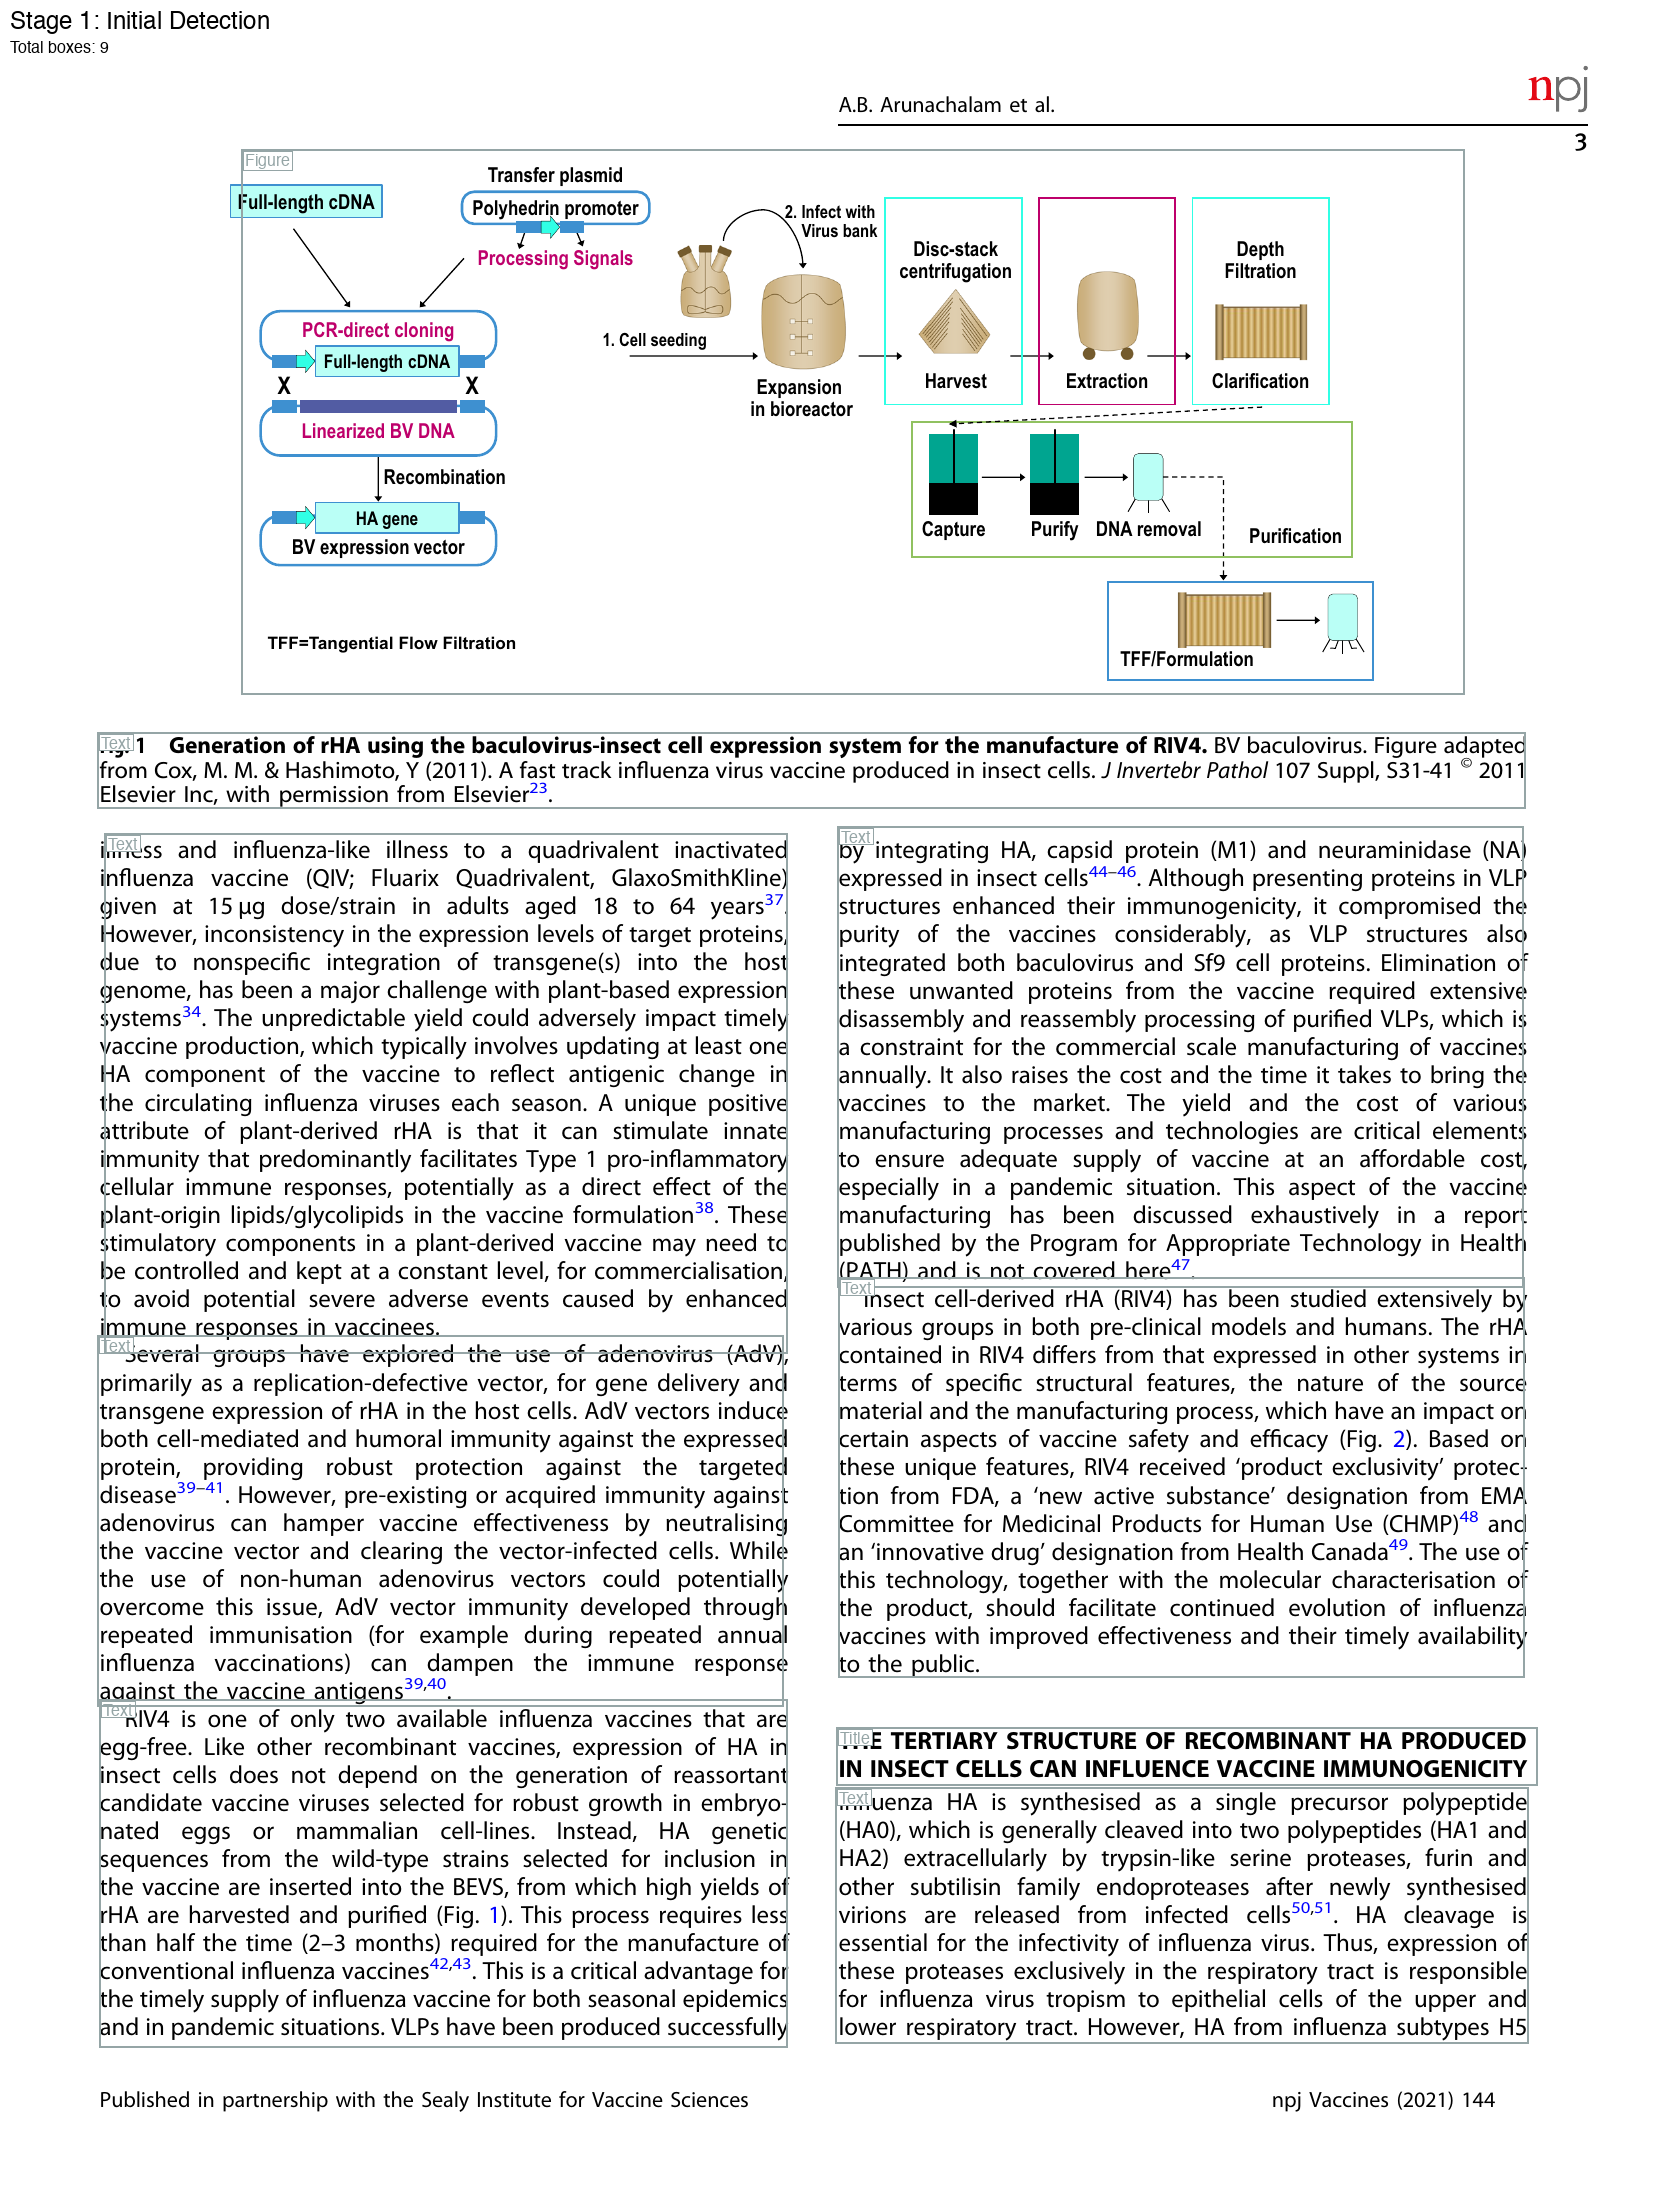 Stage 1: Initial Detection
Total boxes: 9
A.B. Arunachalam et al.
npj
3
Figure
Full-length cDNA
Transfer plasmid
Polyhedrin promoter
Processing Signals
PCR-direct cloning
Full-length cDNA
X X
Linearized BV DNA
Recombination
HA gene
BV expression vector
TFF=Tangential Flow Filtration
1. Cell seeding
2. Infect with
Virus bank
Expansion
in bioreactor
Disc-stack
centrifugation
Harvest
Extraction
Depth
Filtration
Clarification
Capture
Purify
DNA removal
Purification
TFF/Formulation
Text
Fig. 1 Generation of rHA using the baculovirus-insect cell expression system for the manufacture of RIV4. BV baculovirus. Figure adapted
from Cox, M. M. & Hashimoto, Y (2011). A fast track influenza virus vaccine produced in insect cells. J Invertebr Pathol 107 Suppl, S31-41 © 2011
Elsevier Inc, with permission from Elsevier23.
Text
illness and influenza-like illness to a quadrivalent inactivated
influenza vaccine (QIV; Fluarix Quadrivalent, GlaxoSmithKline)
given at 15 µg dose/strain in adults aged 18 to 64 years37.
However, inconsistency in the expression levels of target proteins,
due to nonspecific integration of transgene(s) into the host
genome, has been a major challenge with plant-based expression
systems34. The unpredictable yield could adversely impact timely
vaccine production, which typically involves updating at least one
HA component of the vaccine to reflect antigenic change in
the circulating influenza viruses each season. A unique positive
attribute of plant-derived rHA is that it can stimulate innate
immunity that predominantly facilitates Type 1 pro-inflammatory
cellular immune responses, potentially as a direct effect of the
plant-origin lipids/glycolipids in the vaccine formulation38. These
stimulatory components in a plant-derived vaccine may need to
be controlled and kept at a constant level, for commercialisation,
to avoid potential severe adverse events caused by enhanced
immune responses in vaccinees.
Text
Several groups have explored the use of adenovirus (AdV),
primarily as a replication-defective vector, for gene delivery and
transgene expression of rHA in the host cells. AdV vectors induce
both cell-mediated and humoral immunity against the expressed
protein, providing robust protection against the targeted
disease39–41. However, pre-existing or acquired immunity against
adenovirus can hamper vaccine effectiveness by neutralising
the vaccine vector and clearing the vector-infected cells. While
the use of non-human adenovirus vectors could potentially
overcome this issue, AdV vector immunity developed through
repeated immunisation (for example during repeated annual
influenza vaccinations) can dampen the immune response
against the vaccine antigens39,40.
Text
RIV4 is one of only two available influenza vaccines that are
egg-free. Like other recombinant vaccines, expression of HA in
insect cells does not depend on the generation of reassortant
candidate vaccine viruses selected for robust growth in embryo-
nated eggs or mammalian cell-lines. Instead, HA genetic
sequences from the wild-type strains selected for inclusion in
the vaccine are inserted into the BEVS, from which high yields of
rHA are harvested and purified (Fig. 1). This process requires less
than half the time (2–3 months) required for the manufacture of
conventional influenza vaccines42,43. This is a critical advantage for
the timely supply of influenza vaccine for both seasonal epidemics
and in pandemic situations. VLPs have been produced successfully
Text
by integrating HA, capsid protein (M1) and neuraminidase (NA)
expressed in insect cells44–46. Although presenting proteins in VLP
structures enhanced their immunogenicity, it compromised the
purity of the vaccines considerably, as VLP structures also
integrated both baculovirus and Sf9 cell proteins. Elimination of
these unwanted proteins from the vaccine required extensive
disassembly and reassembly processing of purified VLPs, which is
a constraint for the commercial scale manufacturing of vaccines
annually. It also raises the cost and the time it takes to bring the
vaccines to the market. The yield and the cost of various
manufacturing processes and technologies are critical elements
to ensure adequate supply of vaccine at an affordable cost,
especially in a pandemic situation. This aspect of the vaccine
manufacturing has been discussed exhaustively in a report
published by the Program for Appropriate Technology in Health
(PATH) and is not covered here47.
Text
Insect cell-derived rHA (RIV4) has been studied extensively by
various groups in both pre-clinical models and humans. The rHA
contained in RIV4 differs from that expressed in other systems in
terms of specific structural features, the nature of the source
material and the manufacturing process, which have an impact on
certain aspects of vaccine safety and efficacy (Fig. 2). Based on
these unique features, RIV4 received ‘product exclusivity’ protec-
tion from FDA, a ‘new active substance’ designation from EMA
Committee for Medicinal Products for Human Use (CHMP)48 and
an ‘innovative drug’ designation from Health Canada49. The use of
this technology, together with the molecular characterisation of
the product, should facilitate continued evolution of influenza
vaccines with improved effectiveness and their timely availability
to the public.
Title
THE TERTIARY STRUCTURE OF RECOMBINANT HA PRODUCED
IN INSECT CELLS CAN INFLUENCE VACCINE IMMUNOGENICITY
Text
Influenza HA is synthesised as a single precursor polypeptide
(HA0), which is generally cleaved into two polypeptides (HA1 and
HA2) extracellularly by trypsin-like serine proteases, furin and
other subtilisin family endoproteases after newly synthesised
virions are released from infected cells50,51. HA cleavage is
essential for the infectivity of influenza virus. Thus, expression of
these proteases exclusively in the respiratory tract is responsible
for influenza virus tropism to epithelial cells of the upper and
lower respiratory tract. However, HA from influenza subtypes H5
Published in partnership with the Sealy Institute for Vaccine Sciences
npj Vaccines (2021) 144